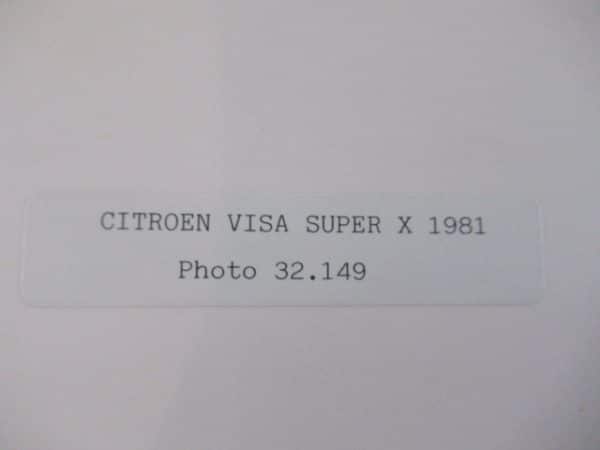 CITROEN VISA SUPER X 1981
Photo 32.149